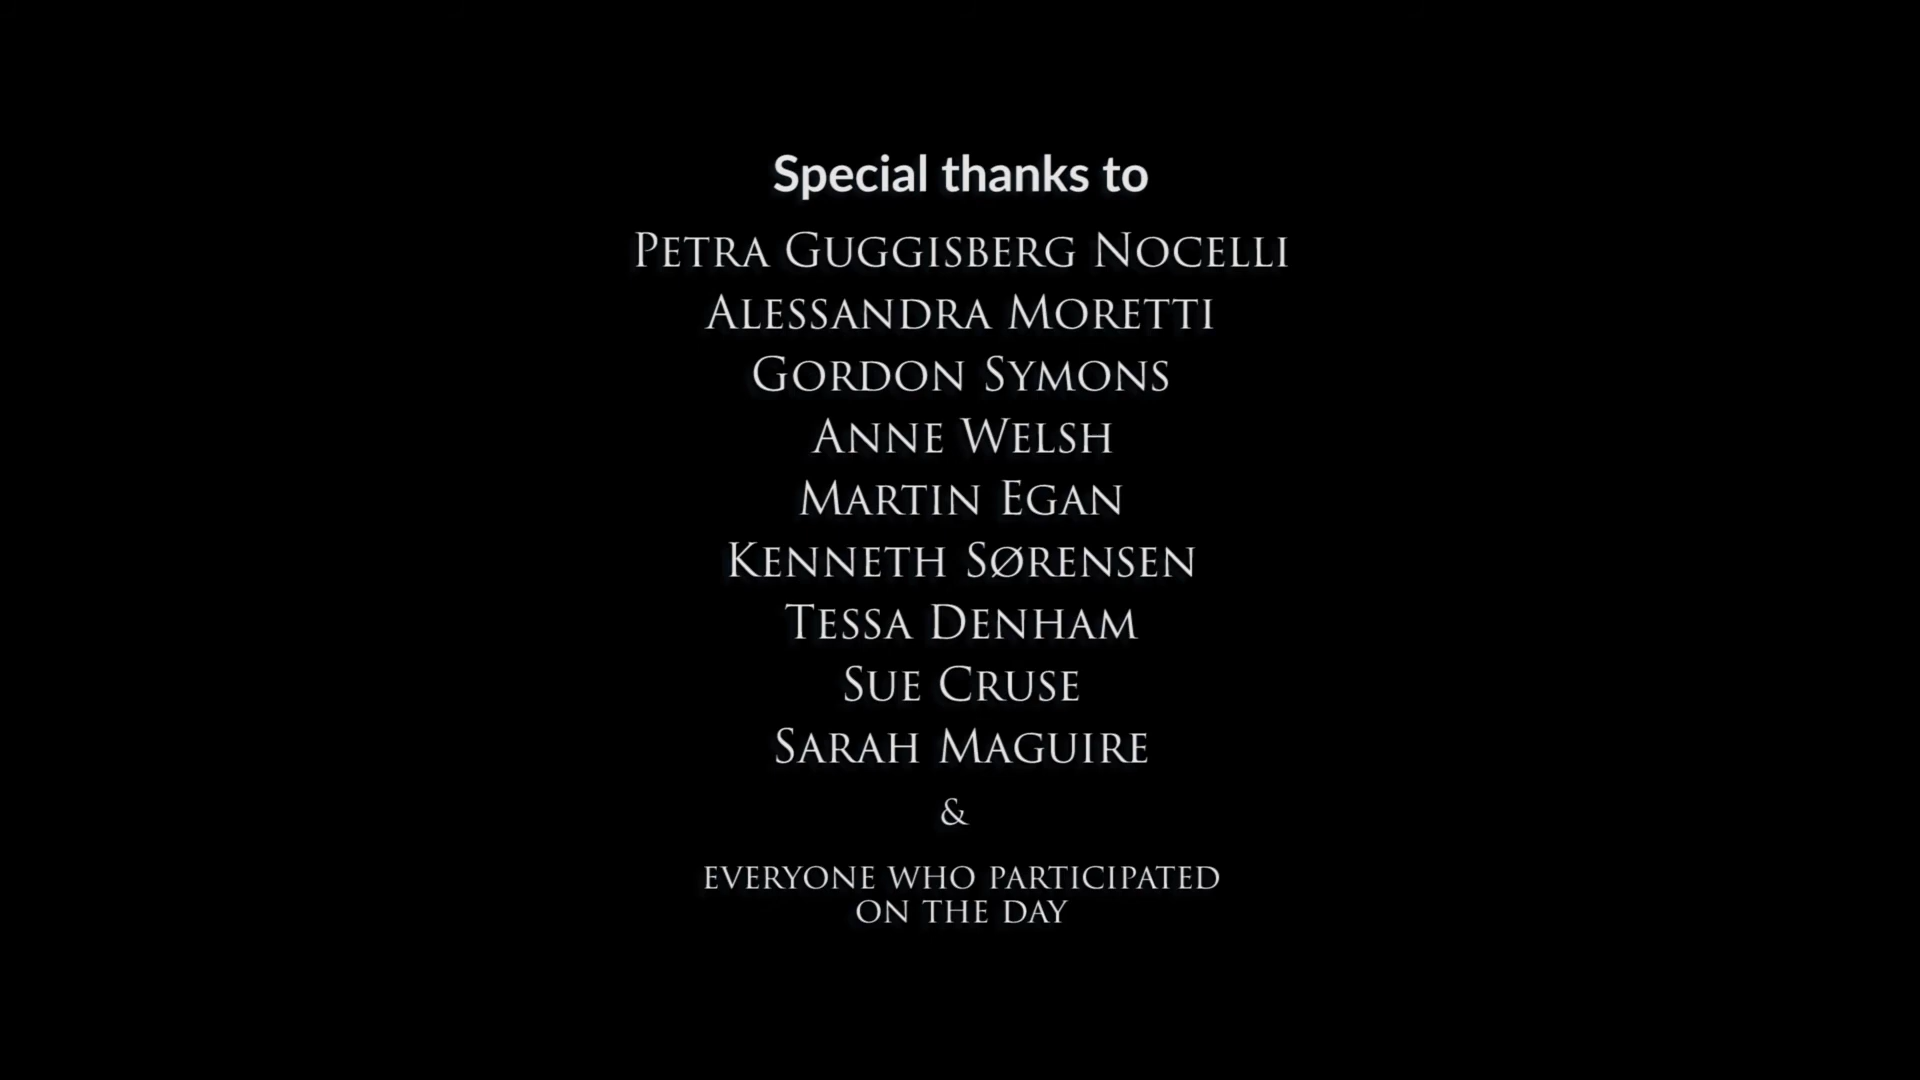 Special thanks to
Petra Guggisberg Nocelli
Alessandra Moretti
Gordon Symons
Anne Welsh
Martin Egan
Kenneth Sørensen
Tessa Denham
Sue Cruse
Sarah Maguire
&
everyone who participated
on the day